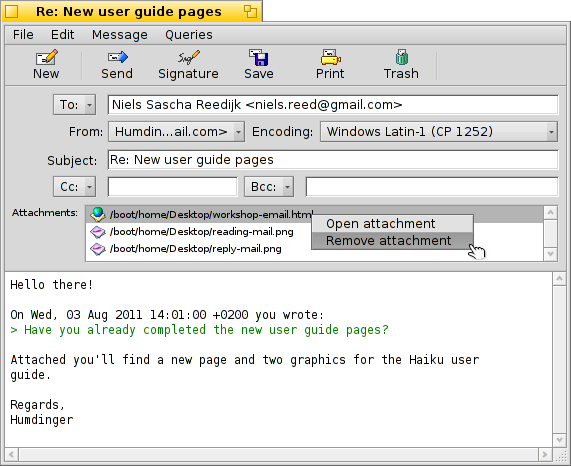 Re: New user guide pages
File Edit Message Queries
New Send Signature Save Print Trash
To: Niels Sascha Reedijk <niels.reed@gmail.com>
From: Humdin...ail.com> Encoding: Windows Latin-1 (CP 1252)
Subject: Re: New user guide pages
Cc: Bcc:
Attachments: /boot/home/Desktop/workshop-email.html
Open attachment
/boot/home/Desktop/reading-mail.png
Remove attachment
/boot/home/Desktop/reply-mail.png
Hello there!
On Wed, 03 Aug 2011 14:01:00 +0200 you wrote:
> Have you already completed the new user guide pages?
Attached you'll find a new page and two graphics for the Haiku user
guide.
Regards,
Humdinger